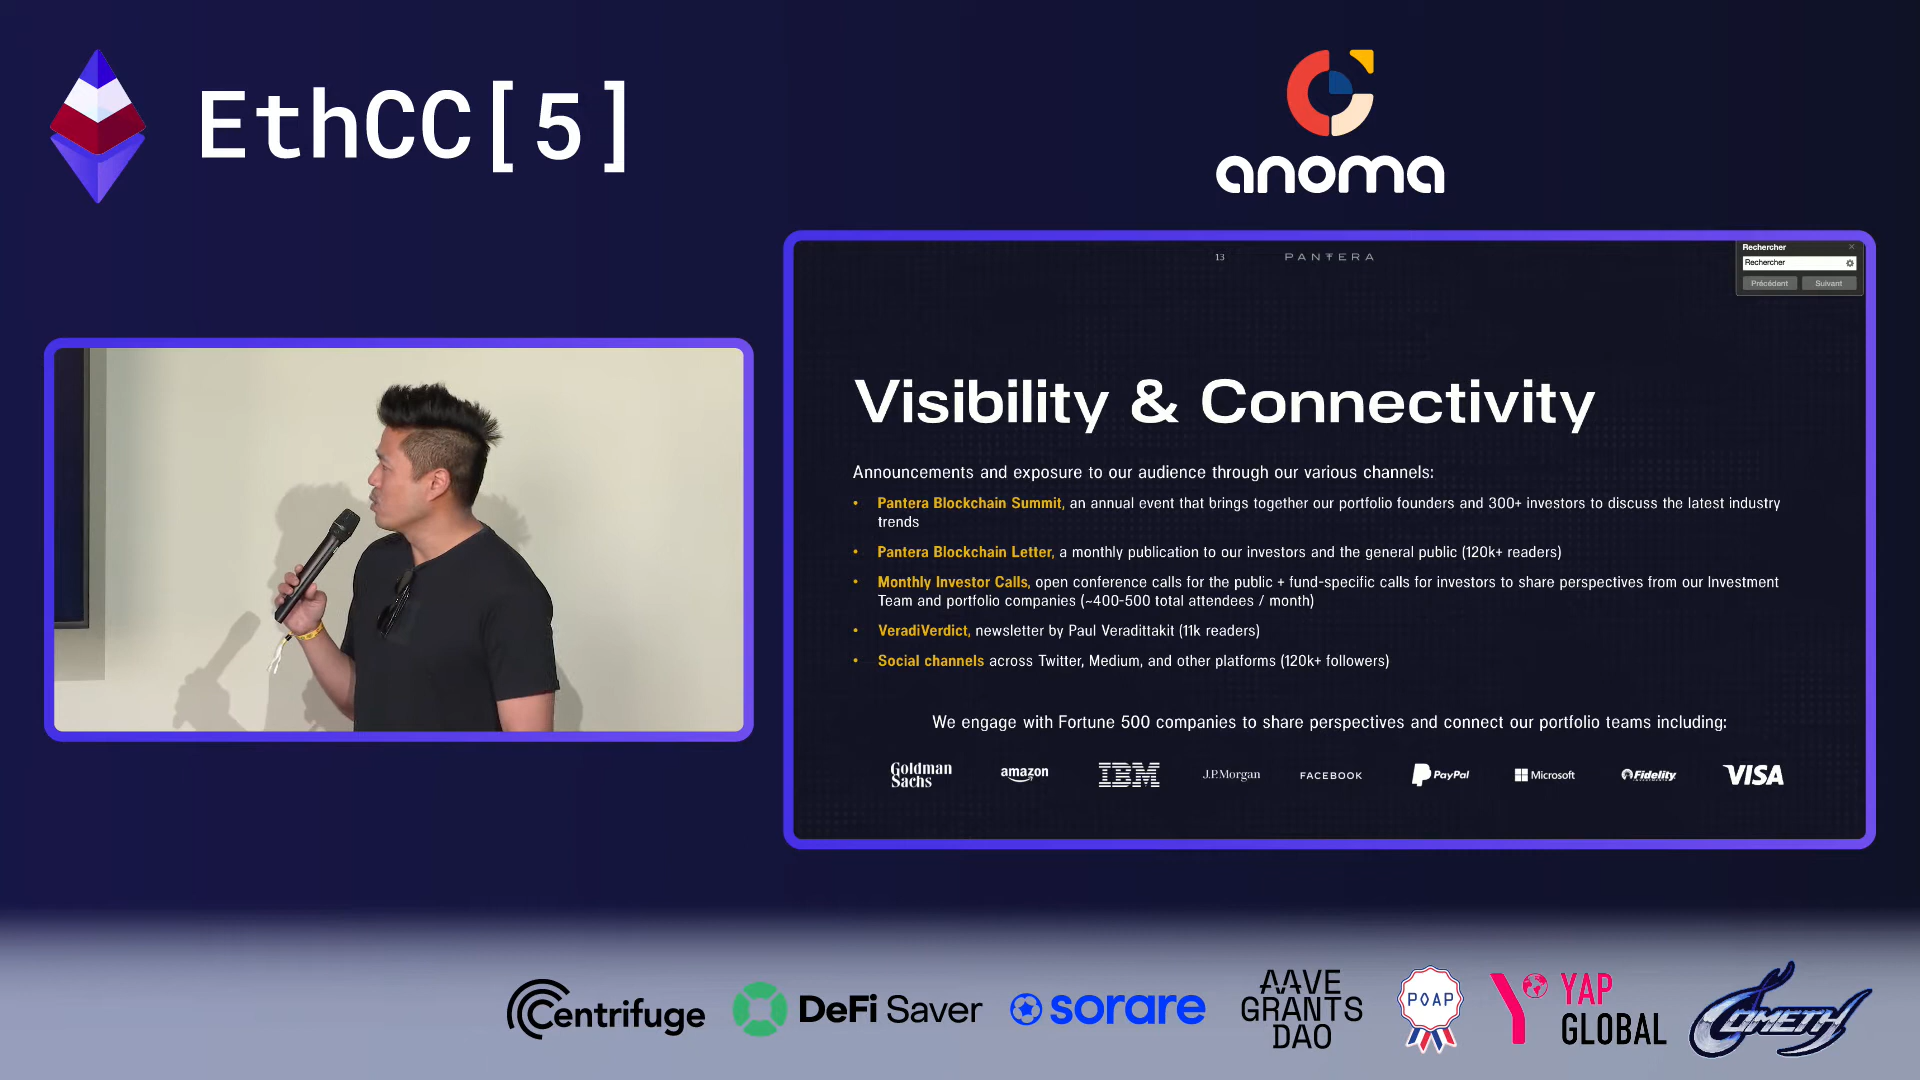 EthCC[5]
anoma
13
PANTERA
Rechercher
Rechercher
Précédent
Suivant
Visibility & Connectivity
Announcements and exposure to our audience through our various channels:
• Pantera Blockchain Summit, an annual event that brings together our portfolio founders and 300+ investors to discuss the latest industry
trends
• Pantera Blockchain Letter, a monthly publication to our investors and the general public (120k+ readers)
• Monthly Investor Calls, open conference calls for the public + fund-specific calls for investors to share perspectives from our Investment
Team and portfolio companies (~400-500 total attendees / month)
• VeradiVerdict, newsletter by Paul Veradittakit (11k readers)
• Social channels across Twitter, Medium, and other platforms (120k+ followers)
We engage with Fortune 500 companies to share perspectives and connect our portfolio teams including:
Goldman
Sachs
amazon
IBM
J.P.Morgan
FACEBOOK
PayPal
Microsoft
Fidelity
VISA
Centrifuge
DeFi Saver
sorare
AAVE
GRANTS
DAO
POAP
YAP
GLOBAL
COMETH